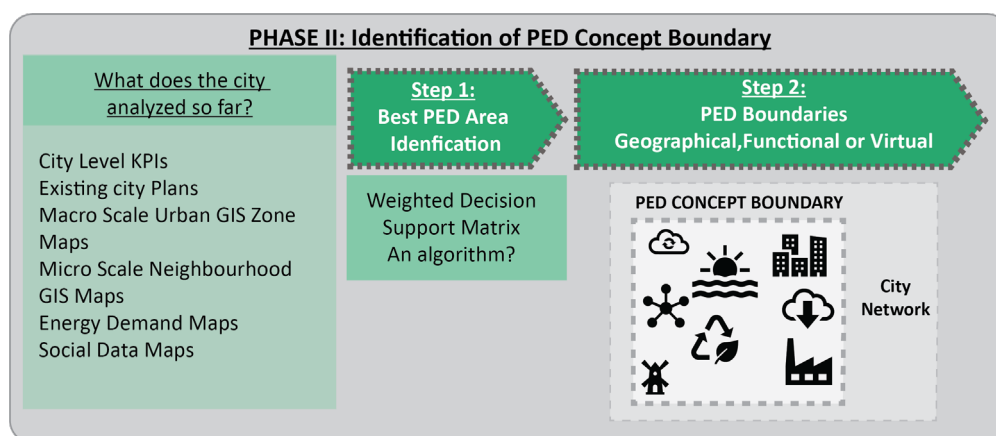 PHASE II: Identification of PED Concept Boundary
What does the city
analyzed so far?
City Level KPIs
Existing city Plans
Macro Scale Urban GIS Zone
Maps
Micro Scale Neighbourhood
GIS Maps
Energy Demand Maps
Social Data Maps
Step 1:
Best PED Area
Idenfication
Weighted Decision
Support Matrix
An algorithm?
Step 2:
PED Boundaries
Geographical,Functional or Virtual
PED CONCEPT BOUNDARY
City
Network